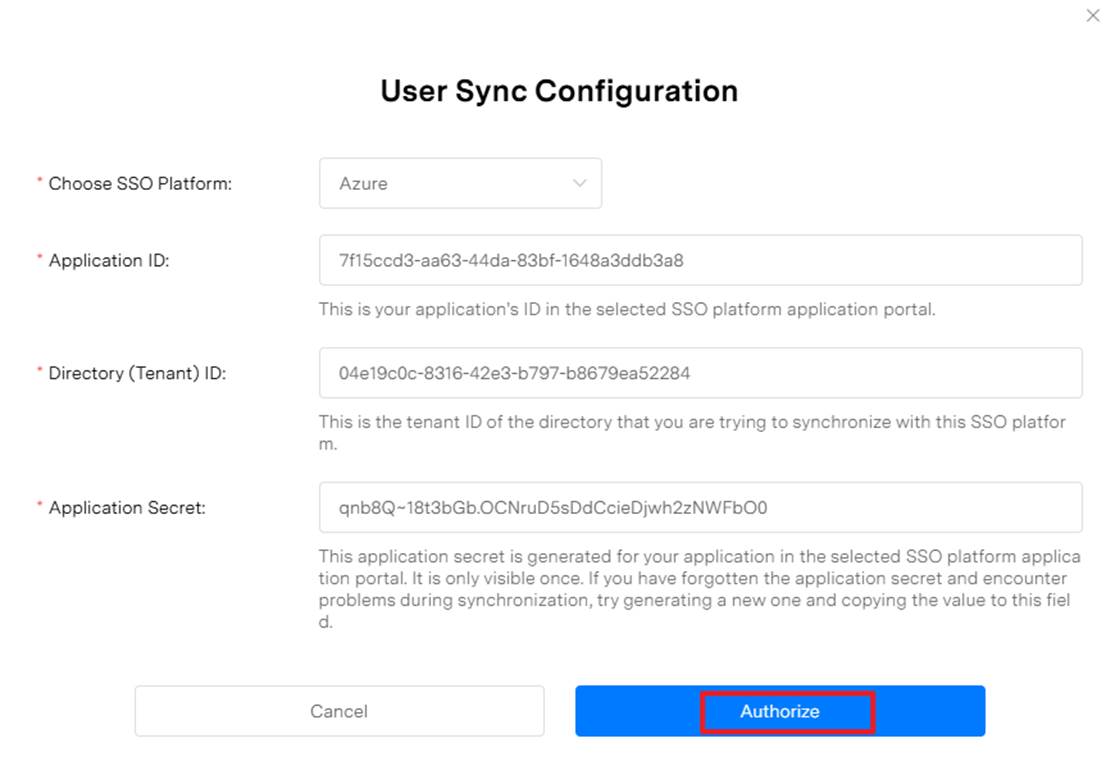 User Sync Configuration
* Choose SSO Platform:
Azure
* Application ID:
7f15ccd3-aa63-44da-83bf-1648a3ddb3a8
This is your application's ID in the selected SSO platform application portal.
* Directory (Tenant) ID:
04e19c0c-8316-42e3-b797-b8679ea52284
This is the tenant ID of the directory that you are trying to synchronize with this SSO platfor
m.
* Application Secret:
qnb8Q~18t3bGb.OCNruD5sDdCcieDjwh2zNWFbO0
This application secret is generated for your application in the selected SSO platform applica
tion portal. It is only visible once. If you have forgotten the application secret and encounter
problems during synchronization, try generating a new one and copying the value to this fiel
d.
Cancel
Authorize